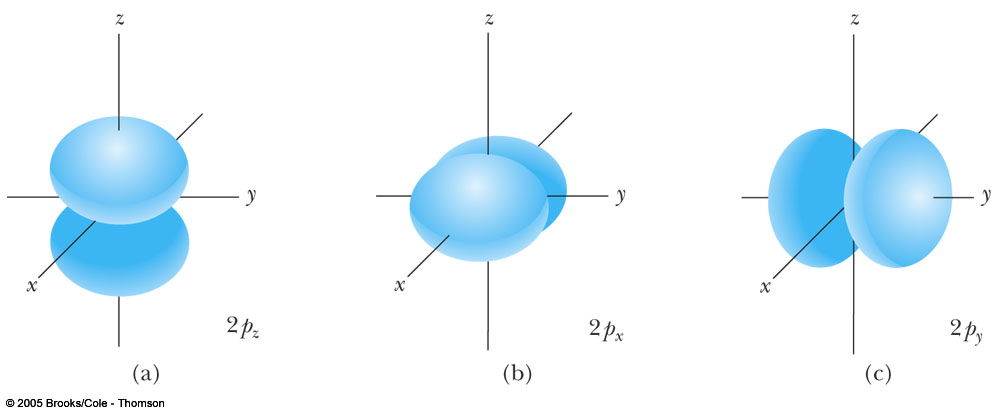 z
z
z
y
y
y
x
x
x
2p_z
2p_x
2p_y
(a)
(b)
(c)
© 2005 Brooks/Cole - Thomson